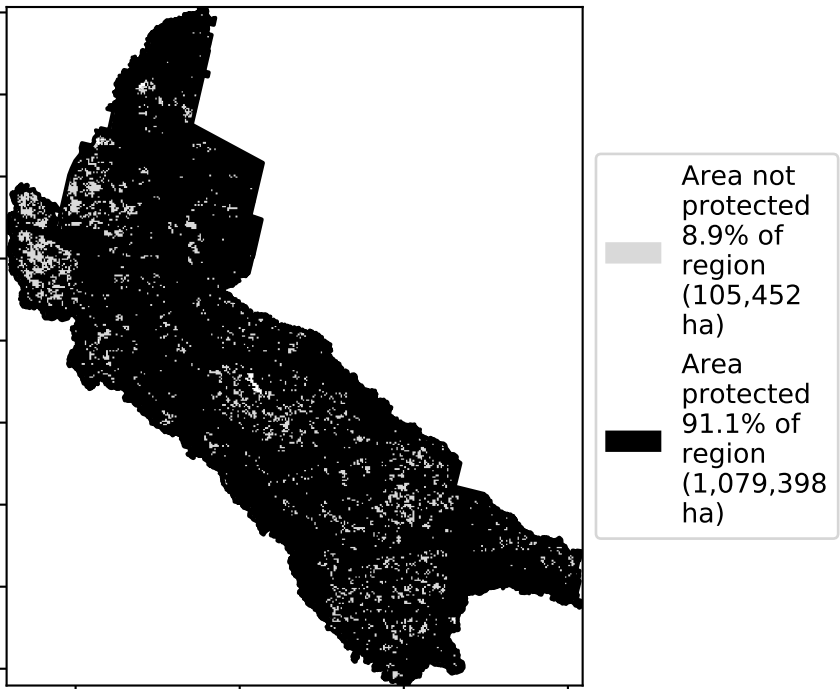 Area not
protected
8.9% of
region
(105,452
ha)
Area
protected
91.1% of
region
(1,079,398
ha)